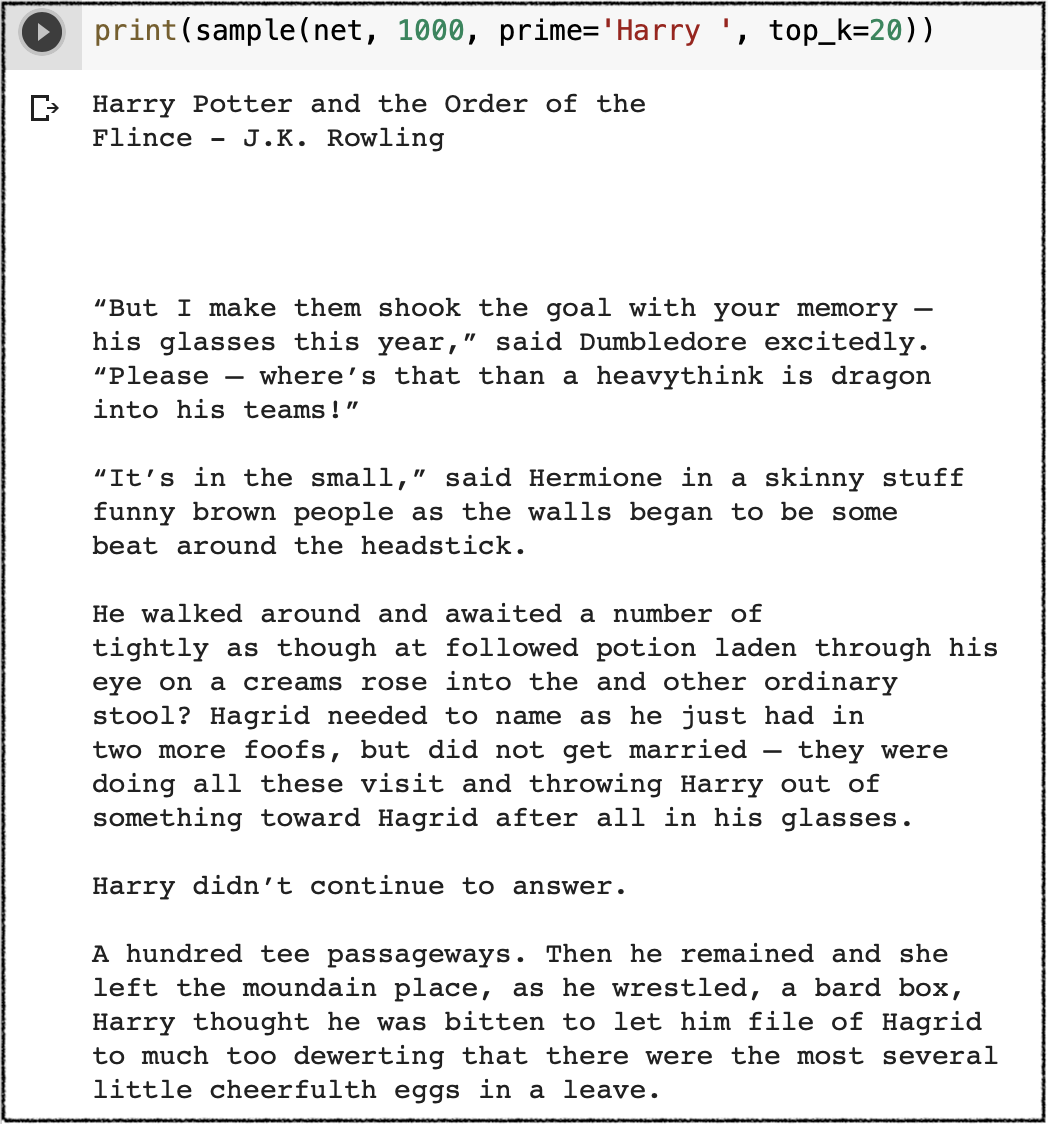 print(sample(net, 1000, prime='Harry ', top_k=20))
Harry Potter and the Order of the
Flince - J.K. Rowling
“But I make them shook the goal with your memory —
his glasses this year,” said Dumbledore excitedly.
“Please — where’s that than a heavythink is dragon
into his teams!”
“It’s in the small,” said Hermione in a skinny stuff
funny brown people as the walls began to be some
beat around the headstick.
He walked around and awaited a number of
tightly as though at followed potion laden through his
eye on a creams rose into the and other ordinary
stool? Hagrid needed to name as he just had in
two more foofs, but did not get married — they were
doing all these visit and throwing Harry out of
something toward Hagrid after all in his glasses.
Harry didn’t continue to answer.
A hundred tee passageways. Then he remained and she
left the moundain place, as he wrestled, a bard box,
Harry thought he was bitten to let him file of Hagrid
to much too dewerting that there were the most several
little cheerfulth eggs in a leave.